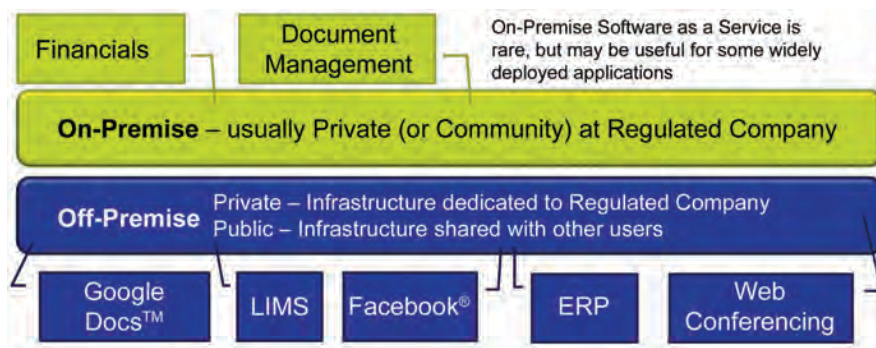 Financials
Document
Management
On-Premise Software as a Service is
rare, but may be useful for some widely
deployed applications
On-Premise – usually Private (or Community) at Regulated Company
Off-Premise
Private – Infrastructure dedicated to Regulated Company
Public – Infrastructure shared with other users
Google
Docs™
LIMS
Facebook®
ERP
Web
Conferencing